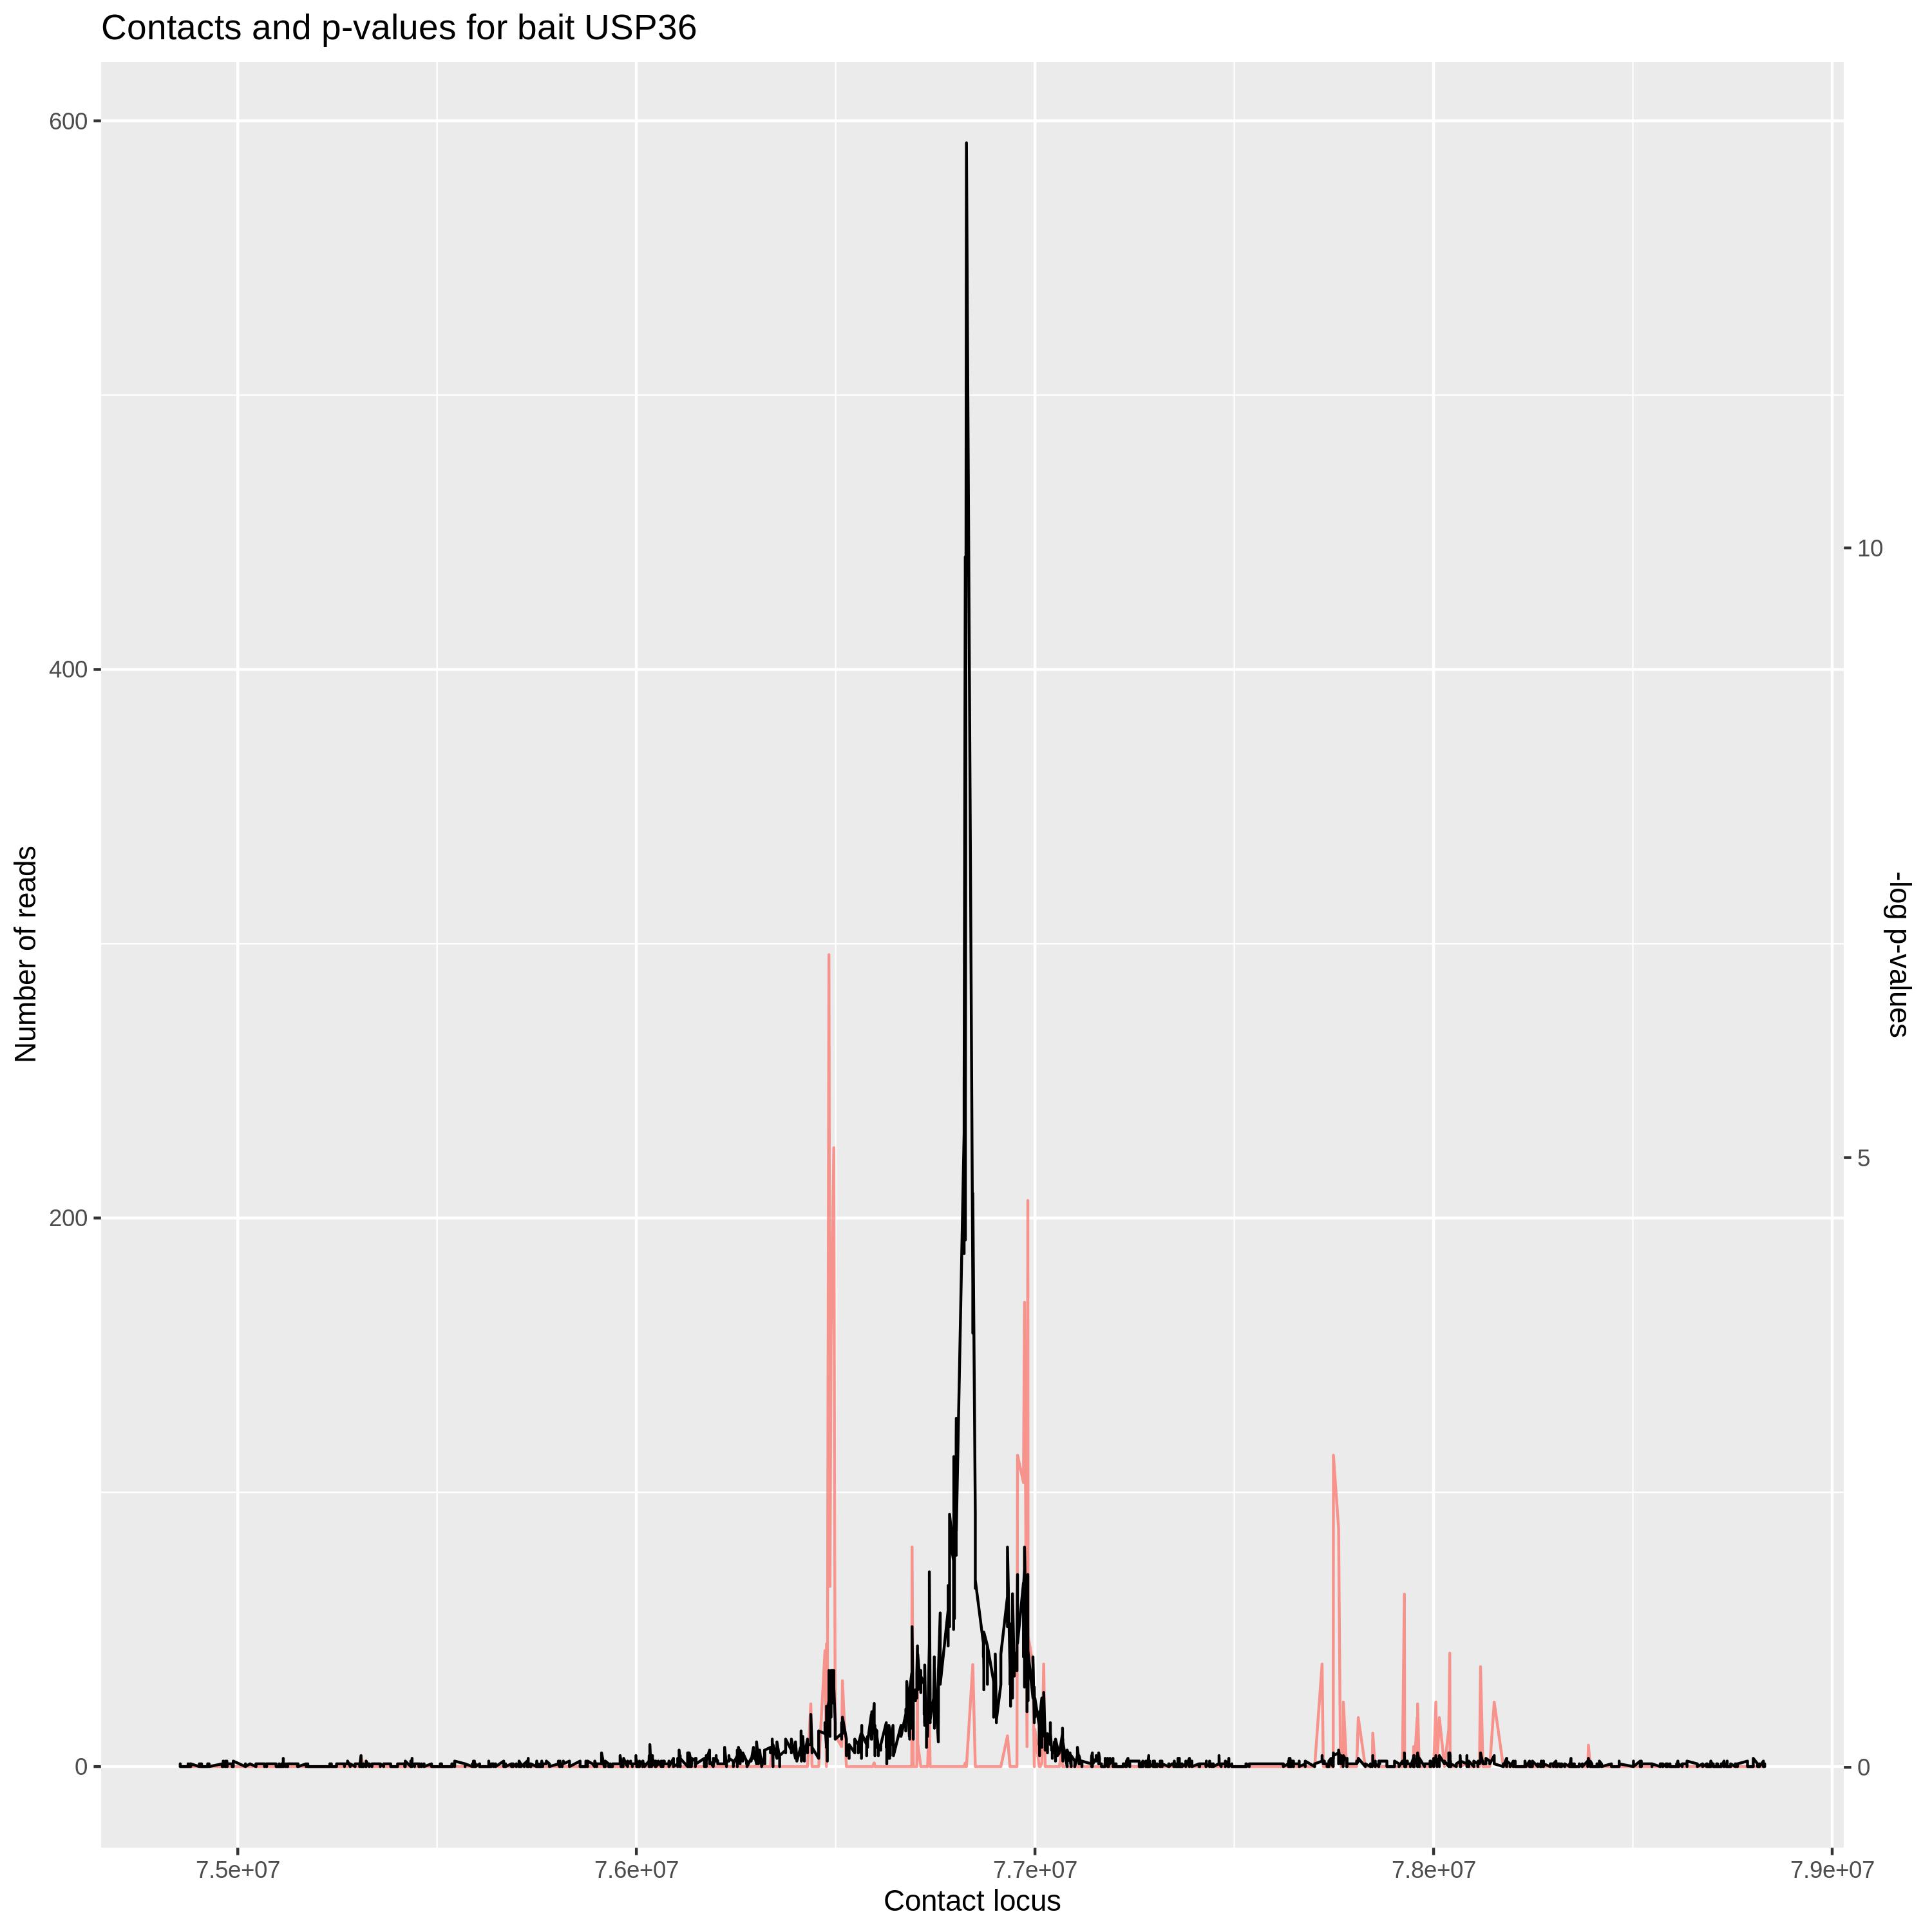 Contacts and p-values for bait USP36
600
400
200
0
10
5
0
Number of reads
-log p-values
7.5e+07
7.6e+07
7.7e+07
7.8e+07
7.9e+07
Contact locus